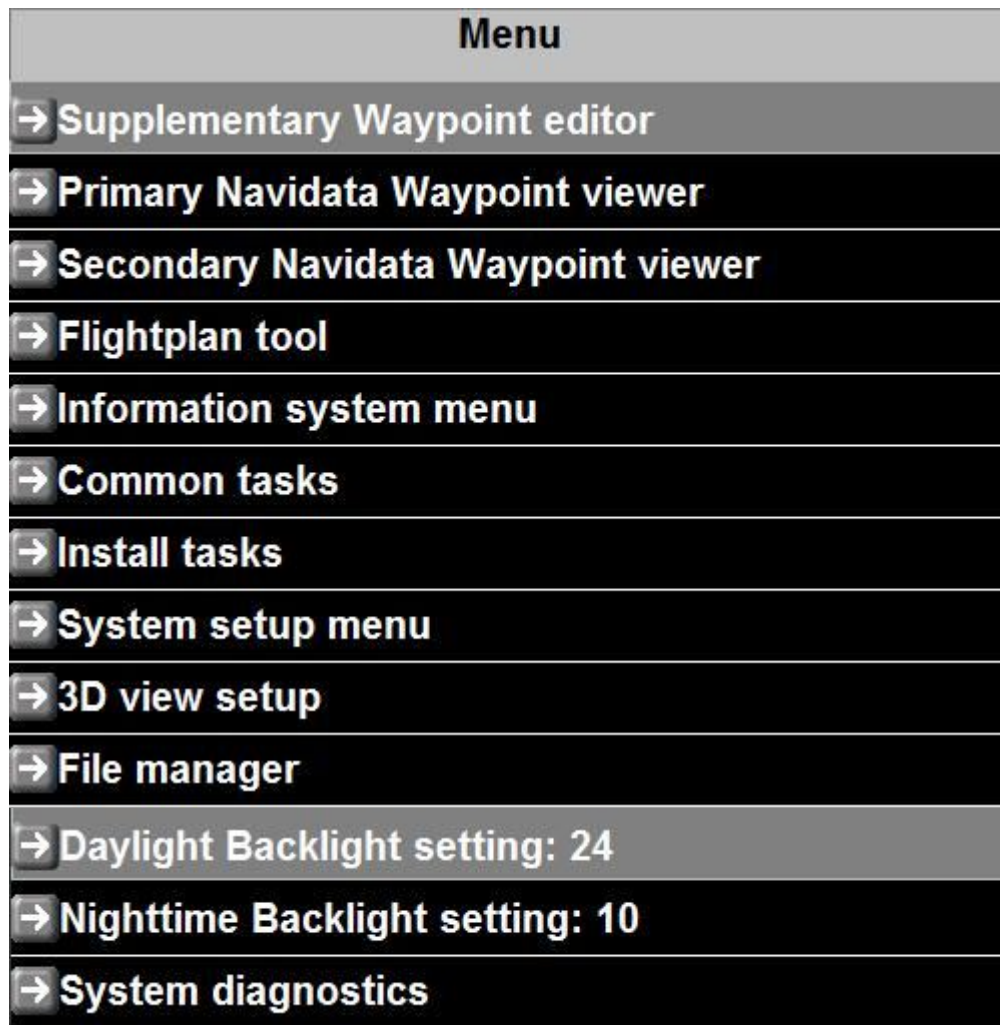 Menu
Supplementary Waypoint editor
Primary Navidata Waypoint viewer
Secondary Navidata Waypoint viewer
Flightplan tool
Information system menu
Common tasks
Install tasks
System setup menu
3D view setup
File manager
Daylight Backlight setting: 24
Nighttime Backlight setting: 10
System diagnostics